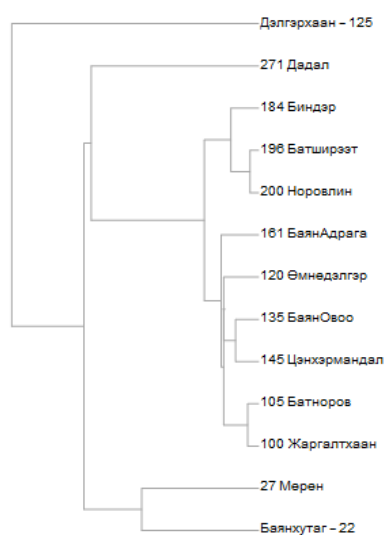 Дэлгэрхаан – 125
271 Дадал
184 Биндэр
196 Батширээт
200 Норовлин
161 БаянАдрага
120 Өмнөдэлгэр
135 БаянОвоо
145 Цэнхэрмандал
105 Батноров
100 Жаргалтхаан
27 Мөрөн
Баянхутаг – 22